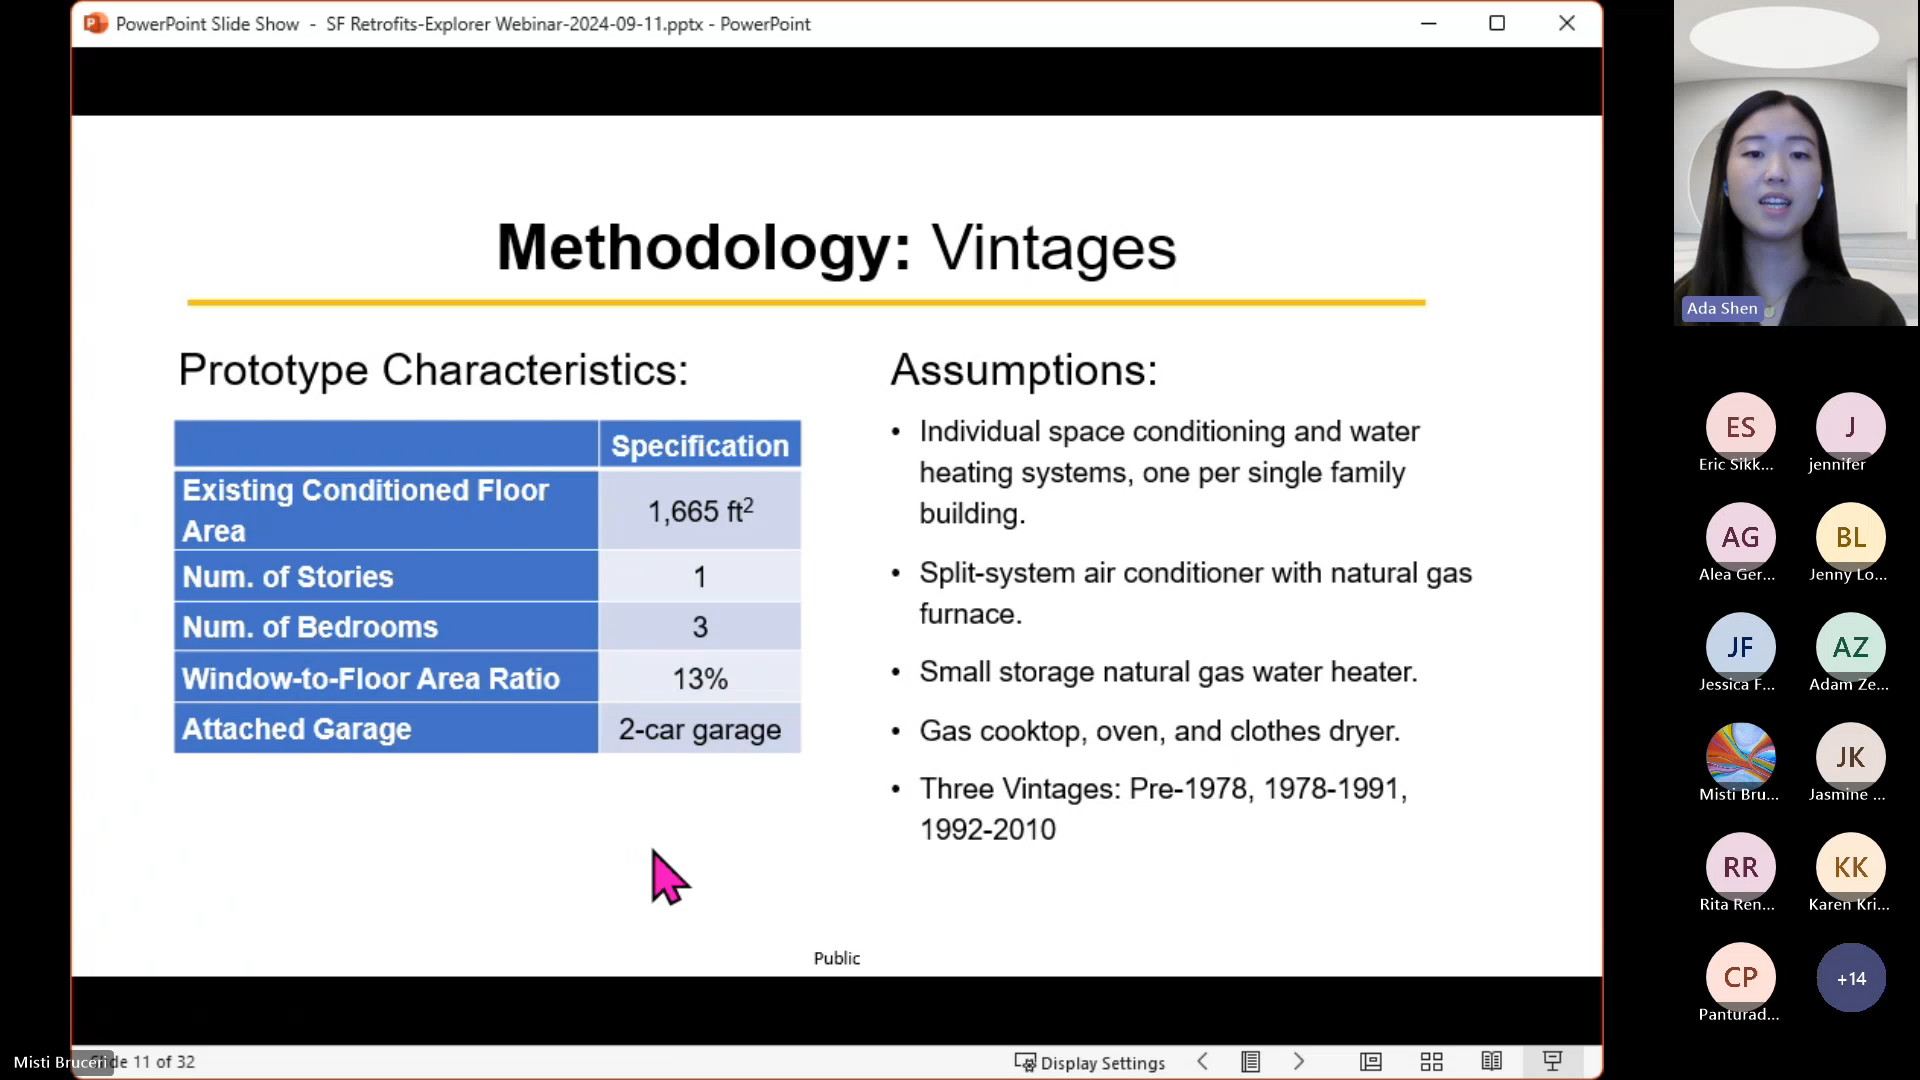 PowerPoint Slide Show - SF Retrofits-Explorer Webinar-2024-09-11.pptx - PowerPoint
Methodology: Vintages
Prototype Characteristics:
Specification
Existing Conditioned Floor
Area
1,665 ft²
Num. of Stories
1
Num. of Bedrooms
3
Window-to-Floor Area Ratio
13%
Attached Garage
2-car garage
Assumptions:
• Individual space conditioning and water
heating systems, one per single family
building.
• Split-system air conditioner with natural gas
furnace.
• Small storage natural gas water heater.
• Gas cooktop, oven, and clothes dryer.
• Three Vintages: Pre-1978, 1978-1991,
1992-2010
Public
Ada Shen
ES
Eric Sikk...
J
jennifer
AG
Alea Ger...
BL
Jenny Lo...
JF
Jessica F...
AZ
Adam Ze...
Misti Bru...
JK
Jasmine ...
RR
Rita Ren...
KK
Karen Kri...
CP
Panturad...
+14
Misti Bruceri
11 of 32
Display Settings